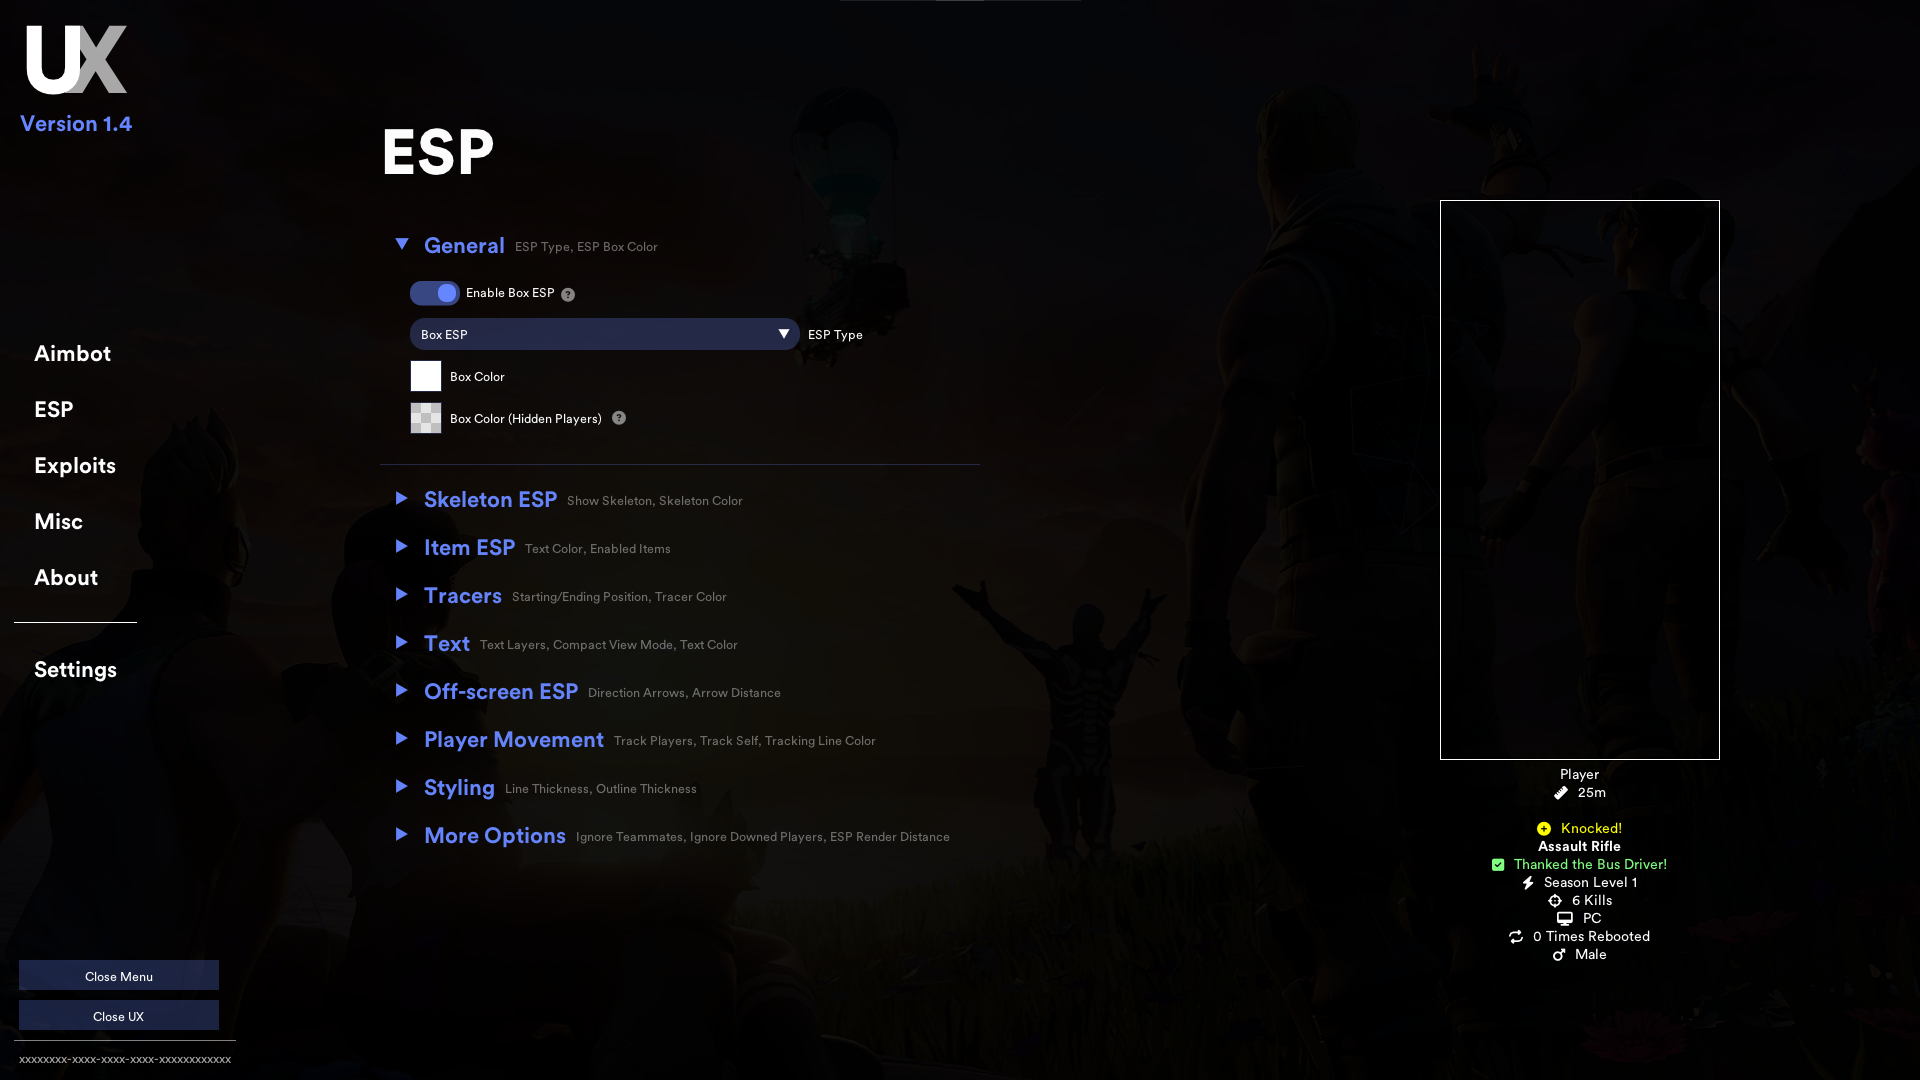 UX
Version 1.4
Aimbot
ESP
Exploits
Misc
About
Settings
Close Menu
Close UX
xxxxxxxx-xxxx-xxxx-xxxx-xxxxxxxxxxxx
ESP
General ESP Type, ESP Box Color
Enable Box ESP ?
Box ESP ESP Type
Box Color
Box Color (Hidden Players) ?
Skeleton ESP Show Skeleton, Skeleton Color
Item ESP Text Color, Enabled Items
Tracers Starting/Ending Position, Tracer Color
Text Text Layers, Compact View Mode, Text Color
Off-screen ESP Direction Arrows, Arrow Distance
Player Movement Track Players, Track Self, Tracking Line Color
Styling Line Thickness, Outline Thickness
More Options Ignore Teammates, Ignore Downed Players, ESP Render Distance
Player
25m
Knocked!
Assault Rifle
Thanked the Bus Driver!
Season Level 1
6 Kills
PC
0 Times Rebooted
Male